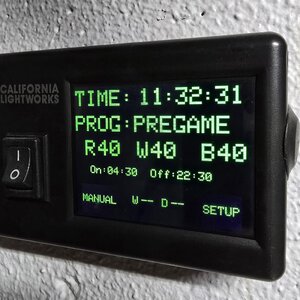 CALIFORNIA
LIGHTWORKS
TIME: 11:32:31
PROG:PREGAME
R40 W40 B40
On:04:30 Off:22:30
MANUAL W-- D-- SETUP
I
O